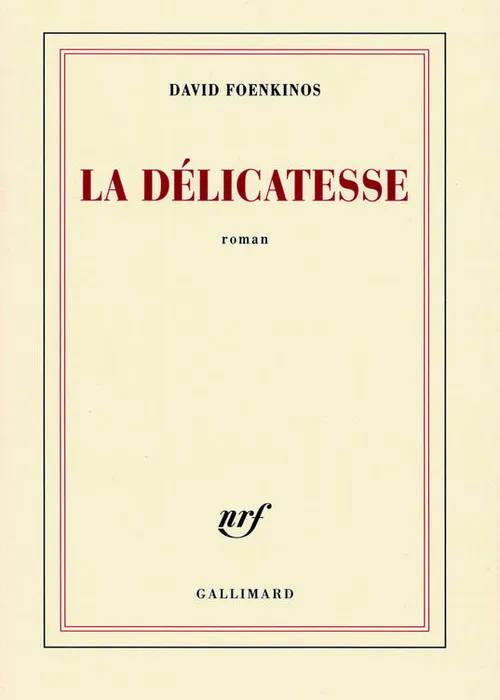 DAVID FOENKINOS
LA DÉLICATESSE
roman
nrf
GALLIMARD